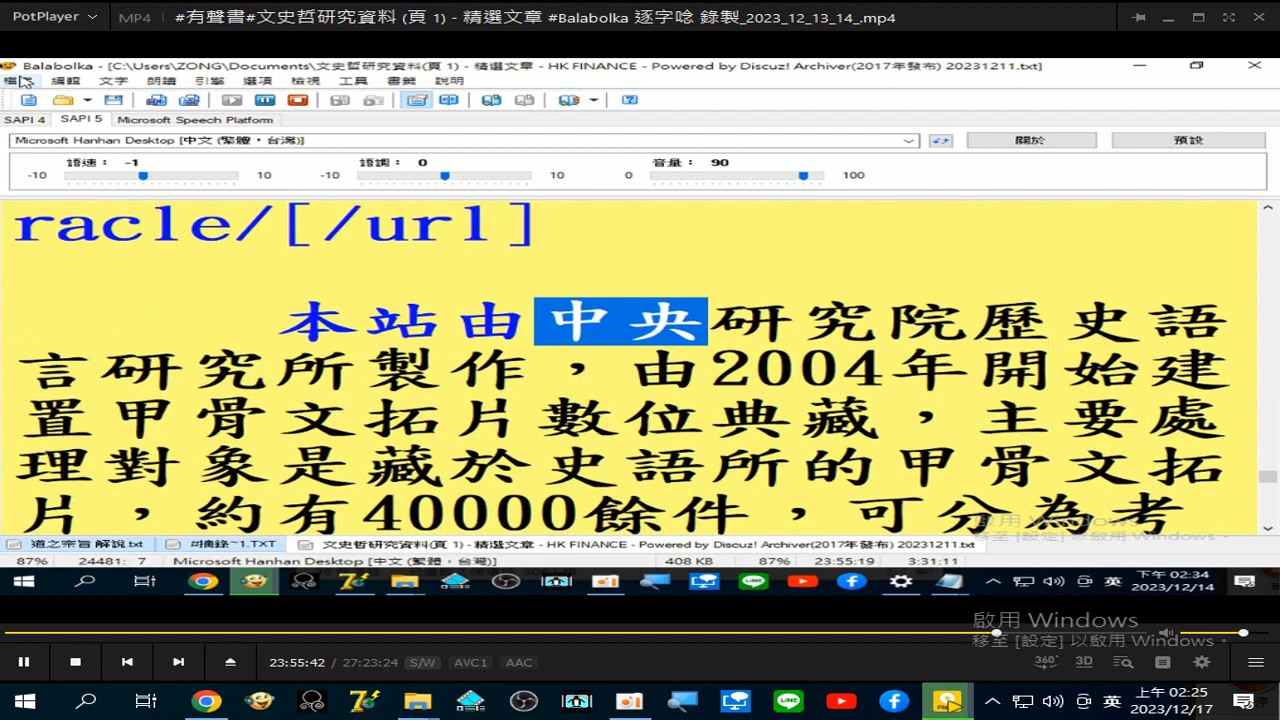 PotPlayer
MP4
#有聲書#文史哲研究資料 (頁 1) - 精選文章 #Balabolka 逐字唸 錄製_2023_12_13_14_.mp4
Balabolka - [C:\Users\ZONG\Documents\文史哲研究資料(頁 1) - 精選文章 - HK FINANCE - Powered by Discuz! Archiver(2017年發布) 20231211.txt]
編輯 文字 朗讀 引擎 選項 檢視 工具 書籤 說明
SAPI 4 SAPI 5 Microsoft Speech Platform
Microsoft Hanhan Desktop [中文 (繁體，台灣)] 關於 預設
語速： -1 語調： 0 音量： 90
-10 10 -10 10 0 100
racle/[/url]
本站由中央研究院歷史語
言研究所製作，由2004年開始建
置甲骨文拓片數位典藏，主要處
理對象是藏於史語所的甲骨文拓
片，約有40000餘件，可分為考
啟用 Windows
移至 [設定] 以啟用 Windows。
道之宗旨 解說.txt #摘錄~1.TXT 文史哲研究資料(頁 1) - 精選文章 - HK FINANCE - Powered by Discuz! Archiver(2017年發布) 20231211.txt
87% 24481: 7 Microsoft Hanhan Desktop [中文 (繁體，台灣)] 408 KB 87% 23:55:19 3:31:11
英 下午 02:34
2023/12/14
啟用 Windows
移至 [設定] 以啟用 Windows。
23:55:42 / 27:23:24 S/W AVC1 AAC 360° 3D
英 上午 02:25
2023/12/17